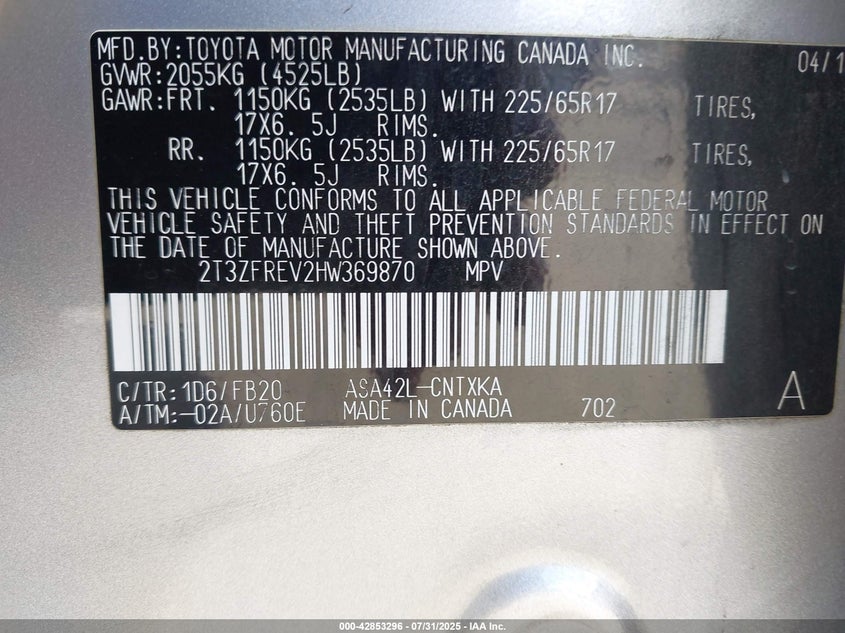 MFD.BY:TOYOTA MOTOR MANUFACTURING CANADA INC. 04/1
GVWR:2055KG (4525LB)
GAWR:FRT. 1150KG (2535LB) WITH 225/65R17 TIRES,
17X6. 5J RIMS.
RR. 1150KG (2535LB) WITH 225/65R17 TIRES,
17X6. 5J RIMS.
THIS VEHICLE CONFORMS TO ALL APPLICABLE FEDERAL MOTOR
VEHICLE SAFETY AND THEFT PREVENTION STANDARDS IN EFFECT ON
THE DATE OF MANUFACTURE SHOWN ABOVE.
2T3ZFREV2HW369870 MPV
C/TR:1D6/FB20 ASA42L-CNTXKA
A/TM:-02A/U760E MADE IN CANADA 702 A
000-42853296 - 07/31/2025 - IAA Inc.